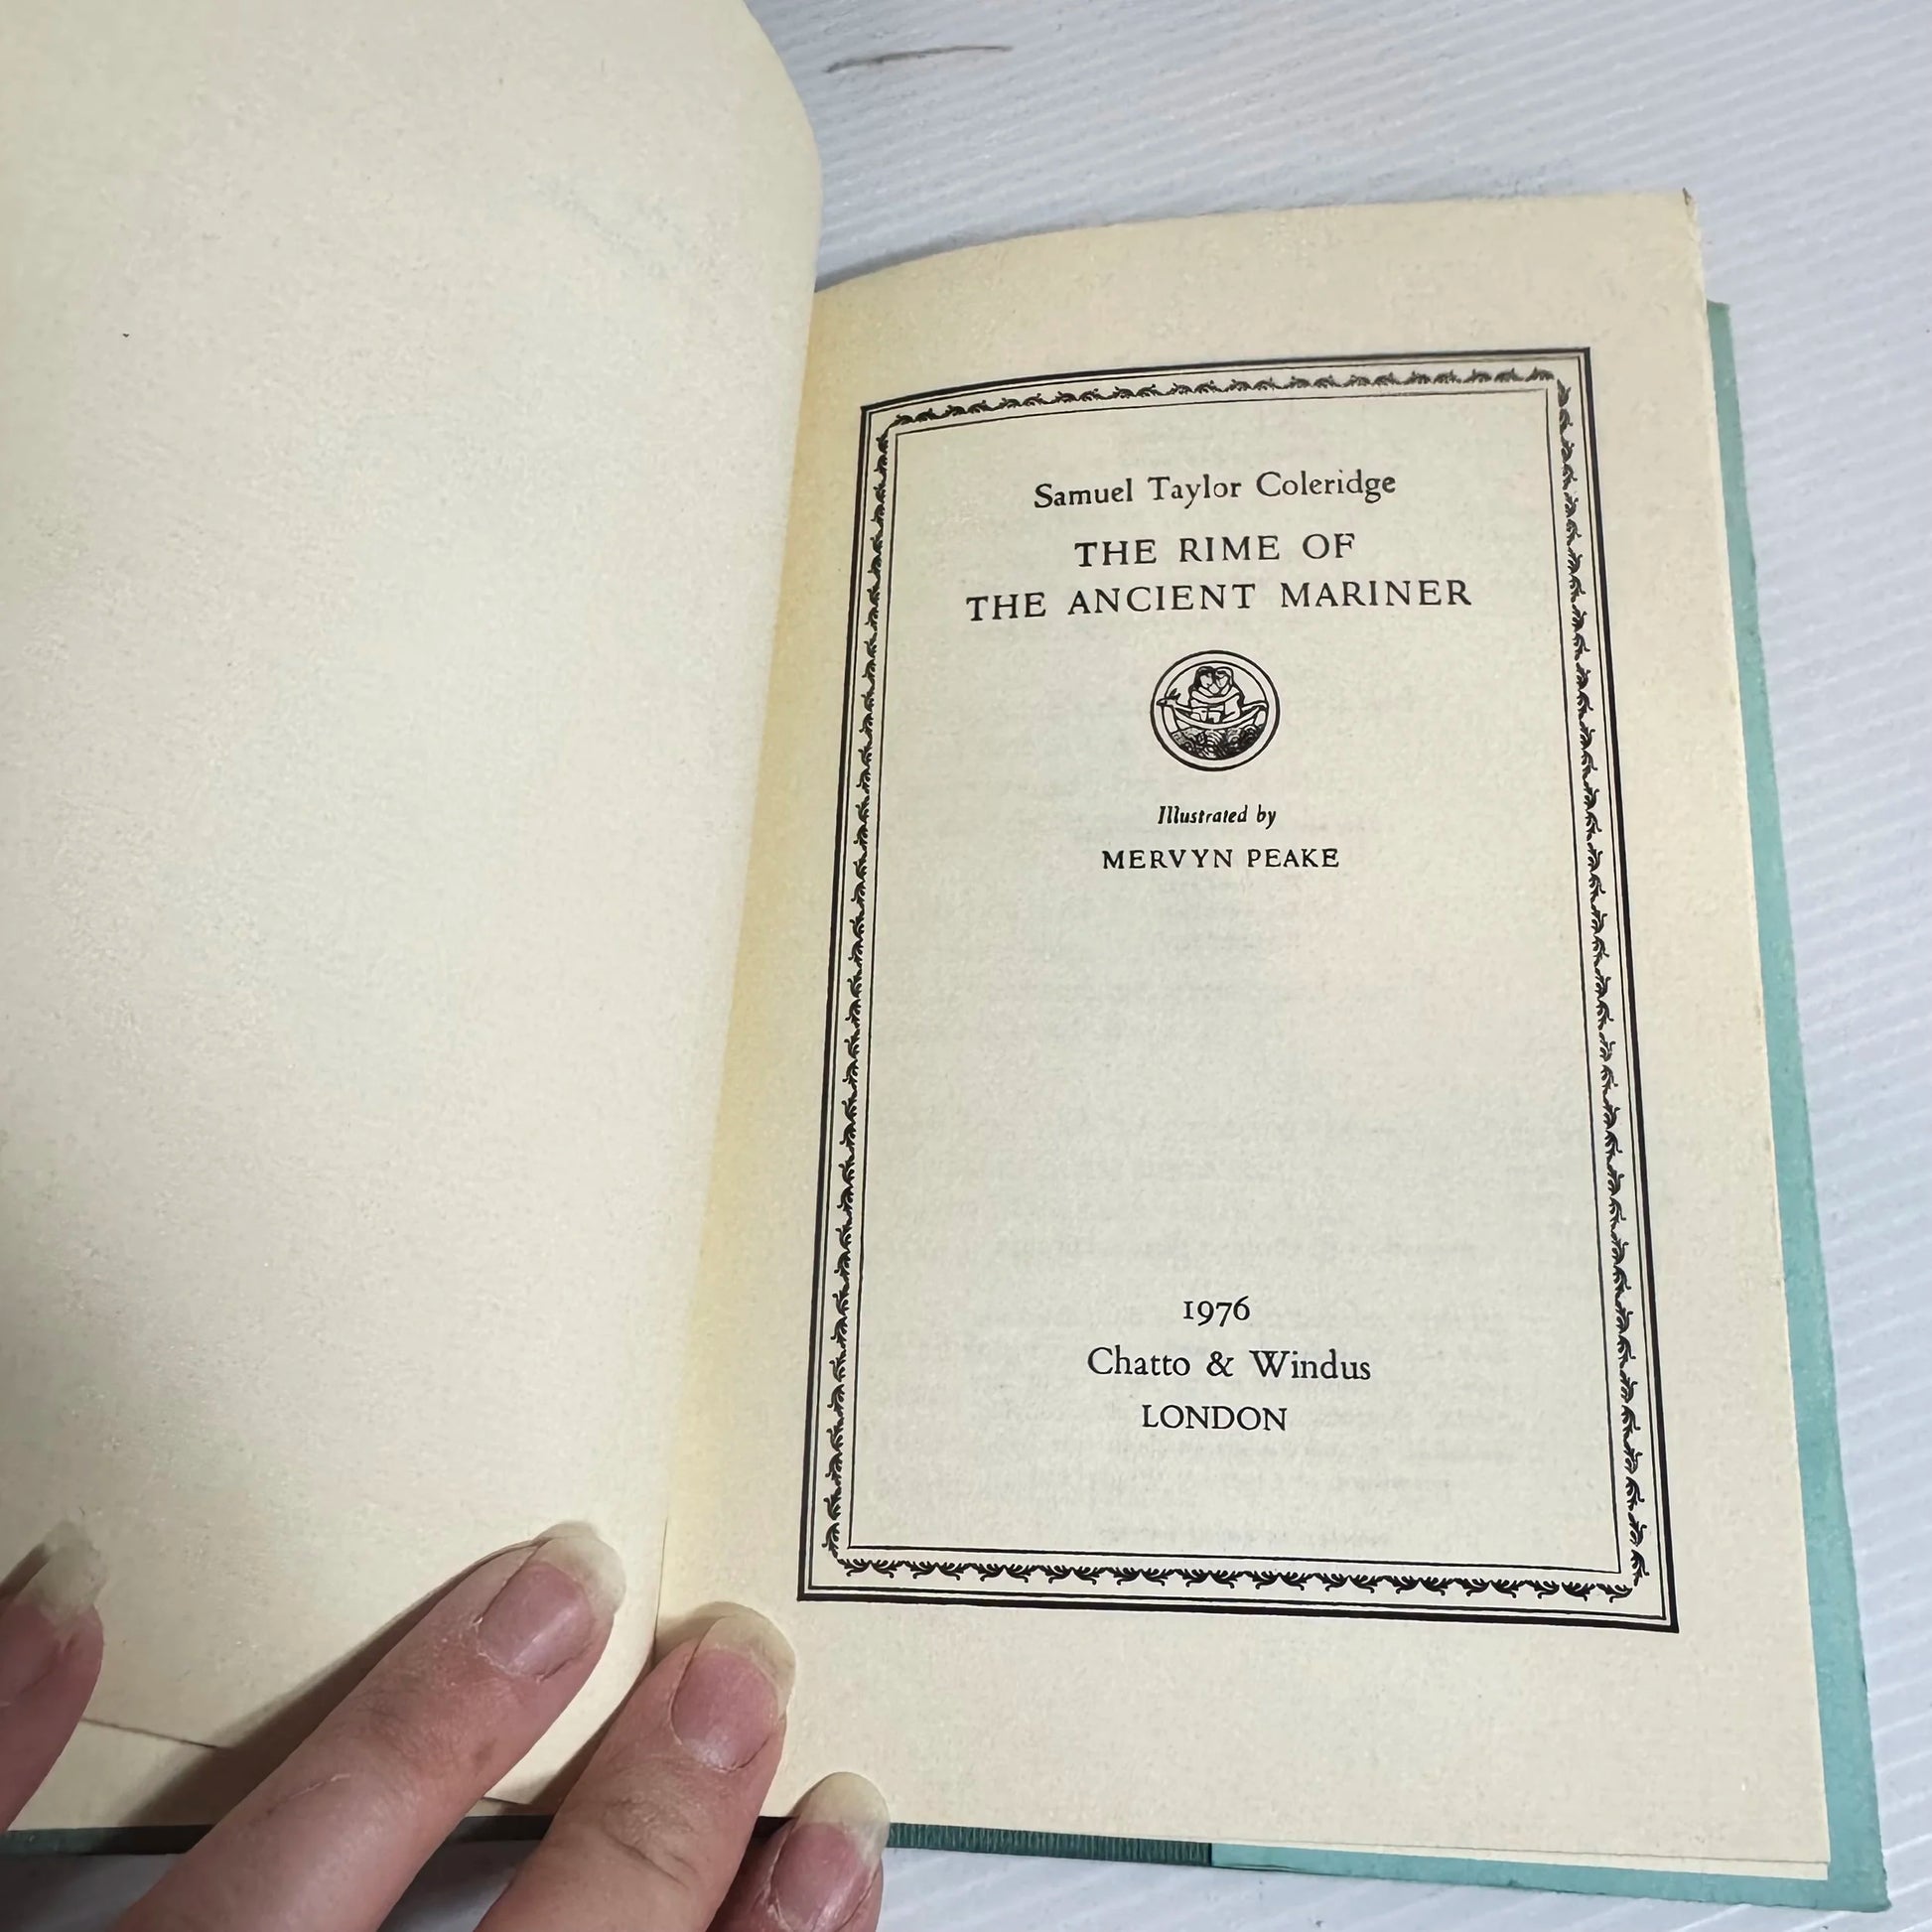 Samuel Taylor Coleridge
THE RIME OF
THE ANCIENT MARINER
Illustrated by
MERVYN PEAKE
1976
Chatto & Windus
LONDON